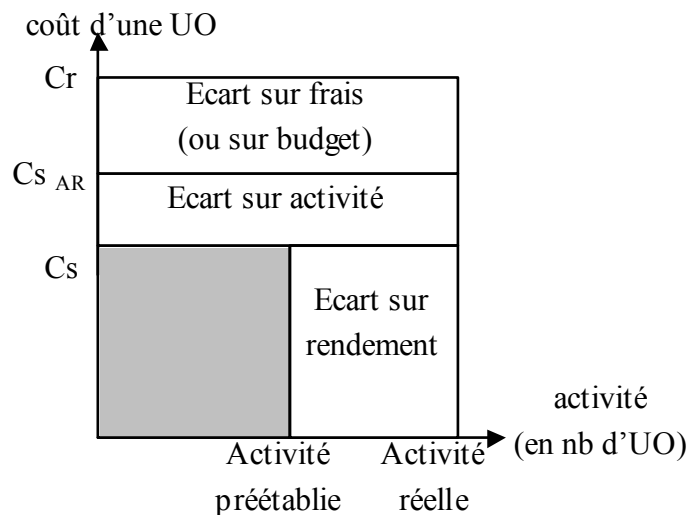 coût d'une UO
Cr
Ecart sur frais
(ou sur budget)
Cs AR
Ecart sur activité
Cs
Ecart sur
rendement
activité
(en nb d'UO)
Activité
préétablie
Activité
réelle